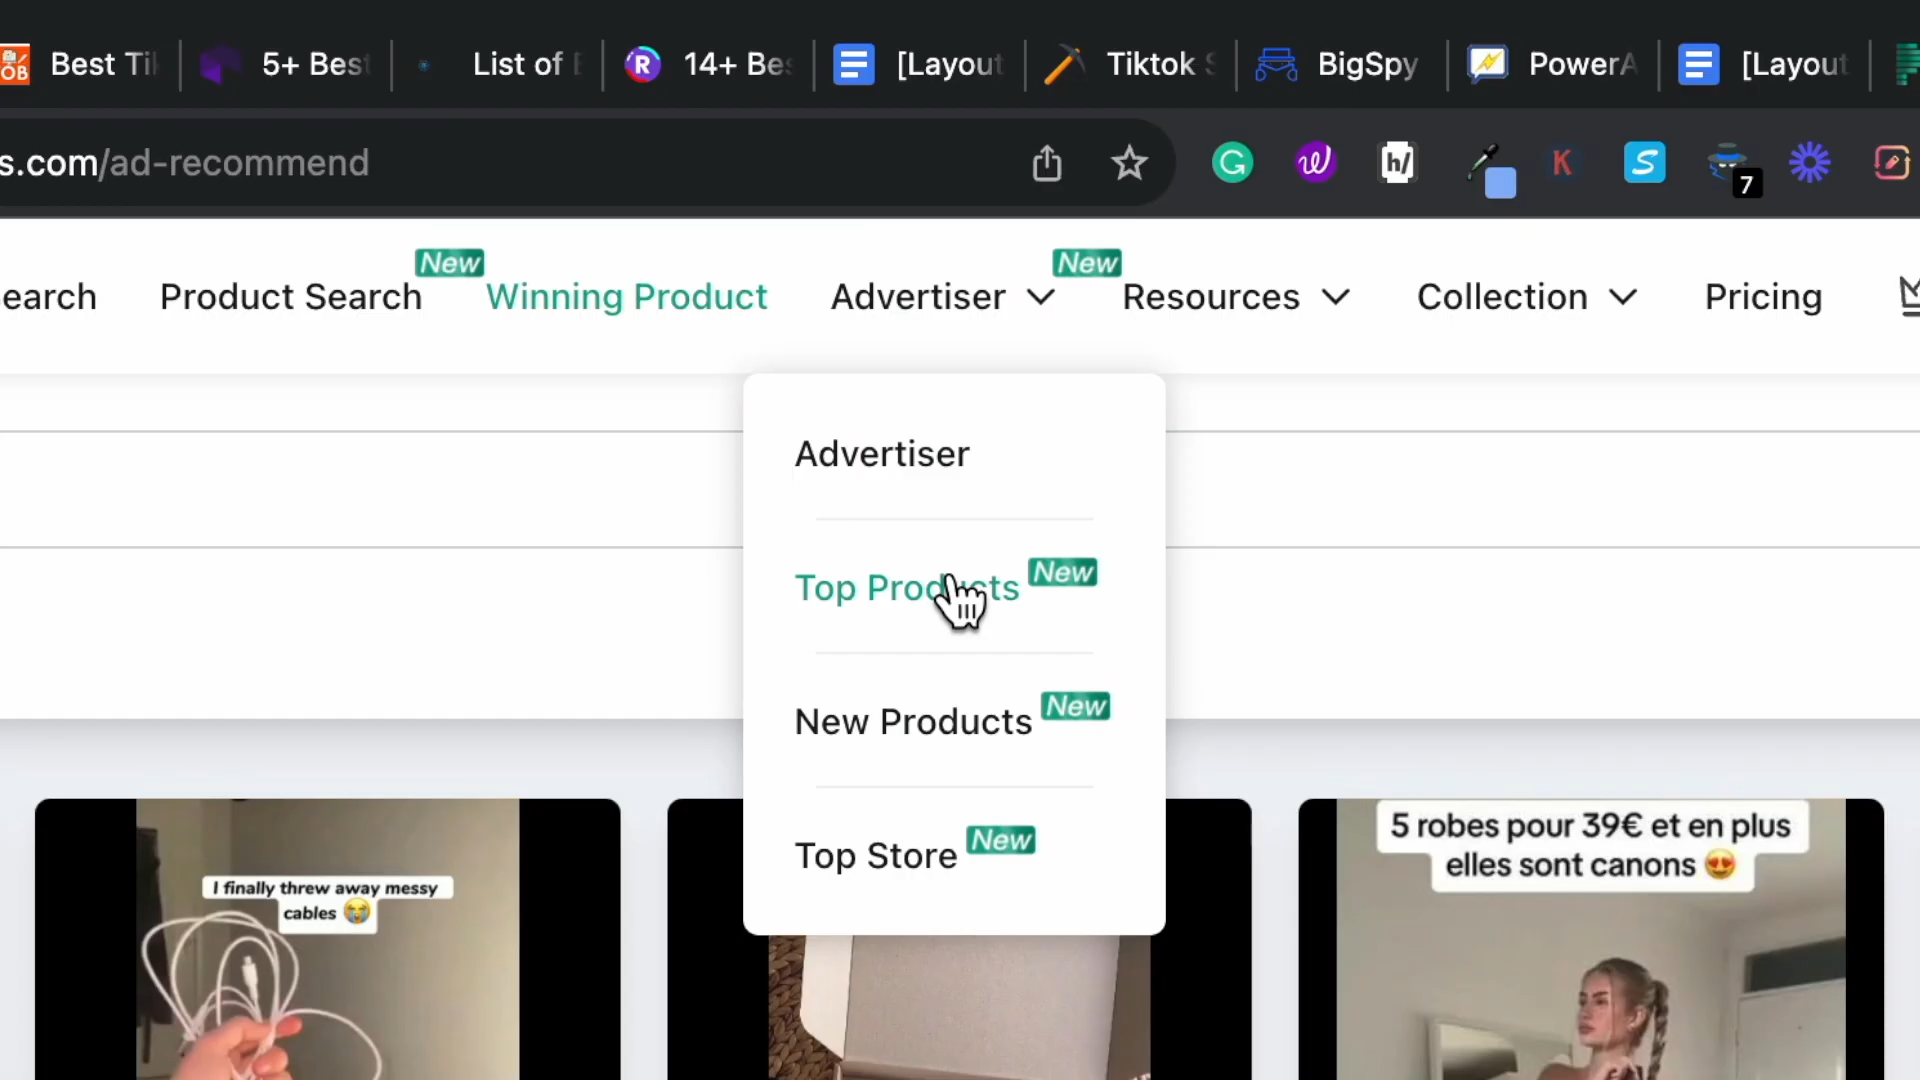 Best Ti
5+ Best
List of
14+ Bes
[Layout
Tiktok
BigSpy
PowerA
[Layout
s.com/ad-recommend
7
earch
Product Search
New
Winning Product
Advertiser
New
Resources
Collection
Pricing
Advertiser
Top Products
New
New Products
New
Top Store
New
I finally threw away messy
cables 😭
5 robes pour 39€ et en plus
elles sont canons 😍